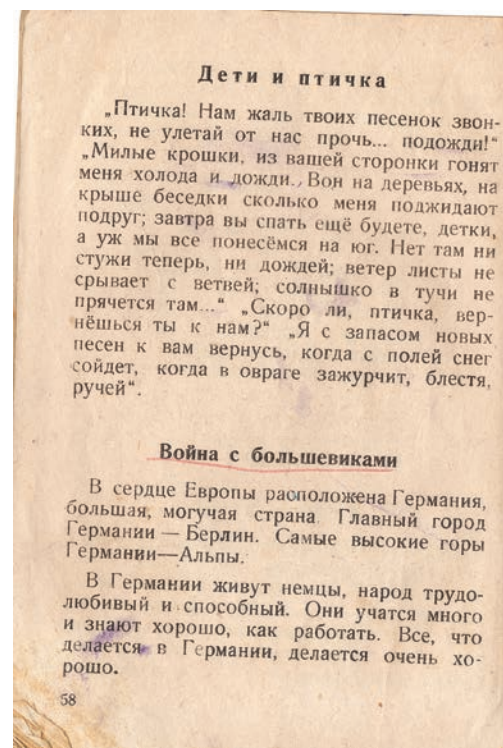 Дети и птичка
„Птичка! Нам жаль твоих песенок звон-
ких, не улетай от нас прочь... подожди!“
„Милые крошки, из вашей сторонки гонят
меня холода и дожди. Вон на деревьях, на
крыше беседки сколько меня поджидают
подруг; завтра вы спать ещё будете, детки,
а уж мы все понесёмся на юг. Нет там ни
стужи теперь, ни дождей; ветер листы не
срывает с ветвей; солнышко в тучи не
прячется там...“ „Скоро ли, птичка, вер-
нёшься ты к нам?“ „Я с запасом новых
песен к вам вернусь, когда с полей снег
сойдет, когда в овраге зажурчит, блестя,
ручей“.
Война с большевиками
В сердце Европы расположена Германия,
большая, могучая страна. Главный город
Германии — Берлин. Самые высокие горы
Германии—Альпы.
В Германии живут немцы, народ трудо-
любивый и способный. Они учатся много
и знают хорошо, как работать. Все, что
делается в Германии, делается очень хо-
рошо.
58